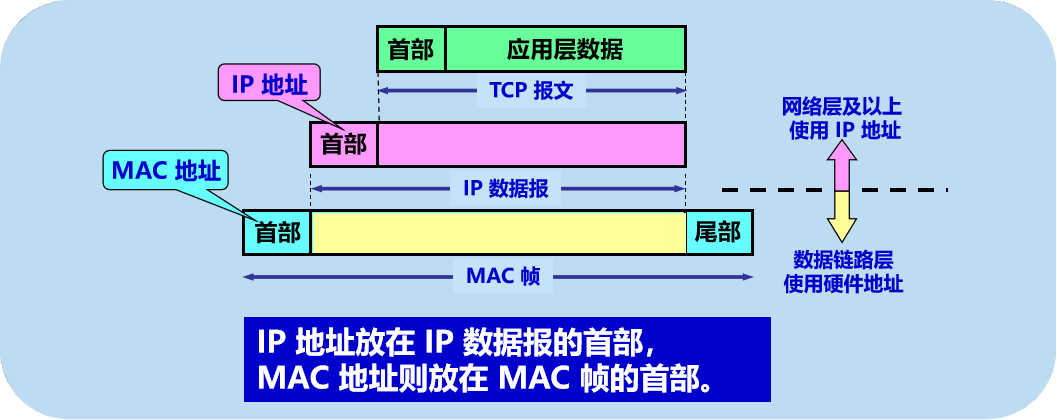 首部
应用层数据
TCP 报文
IP 地址
首部
IP 数据报
MAC 地址
首部
尾部
MAC 帧
网络层及以上
使用 IP 地址
数据链路层
使用硬件地址
IP 地址放在 IP 数据报的首部，
MAC 地址则放在 MAC 帧的首部。